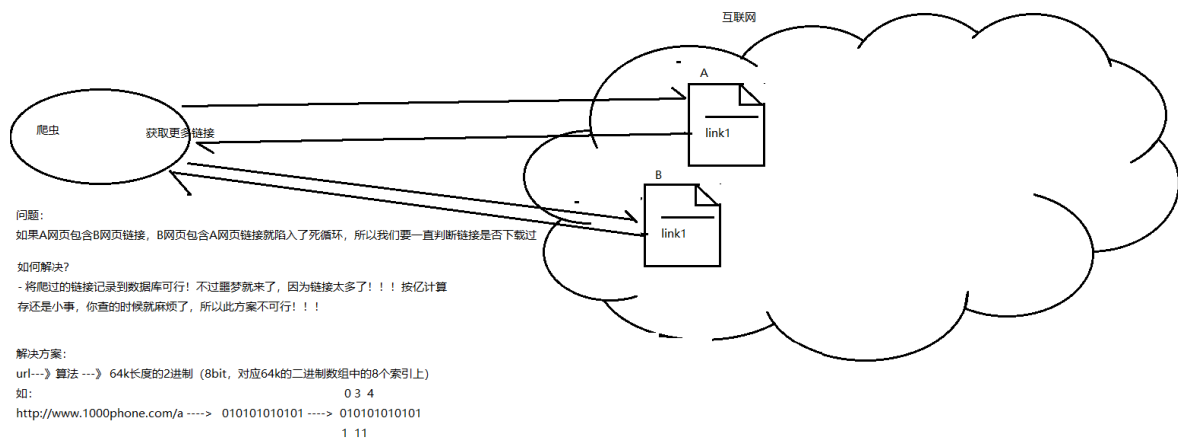 互联网
A
爬虫
获取更多链接
link1
B
link1
问题：
如果A网页包含B网页链接，B网页包含A网页链接就陷入了死循环，所以我们要一直判断链接是否下载过
如何解决？
- 将爬过的链接记录到数据库可行！不过噩梦就来了，因为链接太多了！！！按亿计算
存还是小事，你查的时候就麻烦了，所以此方案不可行！！！
解决方案：
url---》算法 ---》 64k长度的2进制（8bit，对应64k的二进制数组中的8个索引上）
如： 0 3 4
http://www.1000phone.com/a ----> 010101010101 ----> 010101010101
1 11